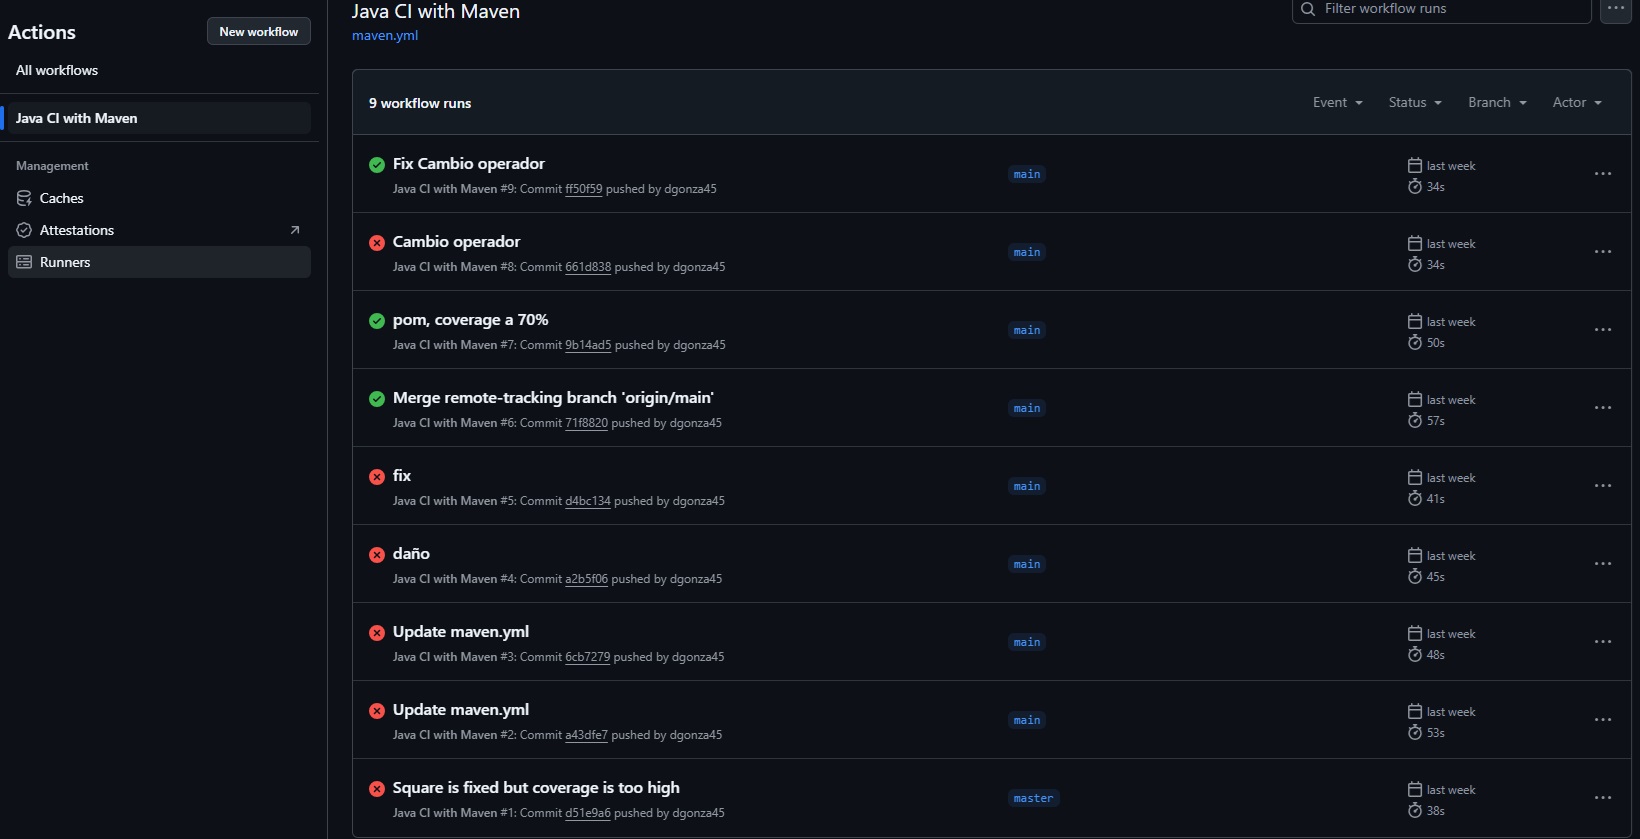 Actions
New workflow
All workflows
Java CI with Maven
Management
Caches
Attestations
Runners
Java CI with Maven
maven.yml
Filter workflow runs
9 workflow runs
Event Status Branch Actor
Fix Cambio operador
Java CI with Maven #9: Commit ff50f59 pushed by dgonza45
main
last week
34s
Cambio operador
Java CI with Maven #8: Commit 661d838 pushed by dgonza45
main
last week
34s
pom, coverage a 70%
Java CI with Maven #7: Commit 9b14ad5 pushed by dgonza45
main
last week
50s
Merge remote-tracking branch 'origin/main'
Java CI with Maven #6: Commit 71f8820 pushed by dgonza45
main
last week
57s
fix
Java CI with Maven #5: Commit d4bc134 pushed by dgonza45
main
last week
41s
daño
Java CI with Maven #4: Commit a2b5f06 pushed by dgonza45
main
last week
45s
Update maven.yml
Java CI with Maven #3: Commit 6cb7279 pushed by dgonza45
main
last week
48s
Update maven.yml
Java CI with Maven #2: Commit a43dfe7 pushed by dgonza45
main
last week
53s
Square is fixed but coverage is too high
Java CI with Maven #1: Commit d51e9a6 pushed by dgonza45
master
last week
38s